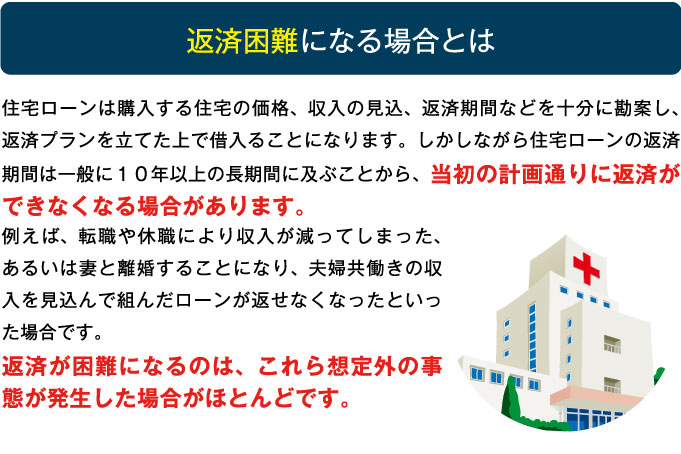 返済困難になる場合とは
住宅ローンは購入する住宅の価格、収入の見込、返済期間などを十分に勘案し、
返済プランを立てた上で借入ることになります。しかしながら住宅ローンの返済
期間は一般に１０年以上の長期間に及ぶことから、当初の計画通りに返済が
できなくなる場合があります。
例えば、転職や休職により収入が減ってしまった、
あるいは妻と離婚することになり、夫婦共働きの収
入を見込んで組んだローンが返せなくなったといっ
た場合です。
返済が困難になるのは、これら想定外の事
態が発生した場合がほとんどです。